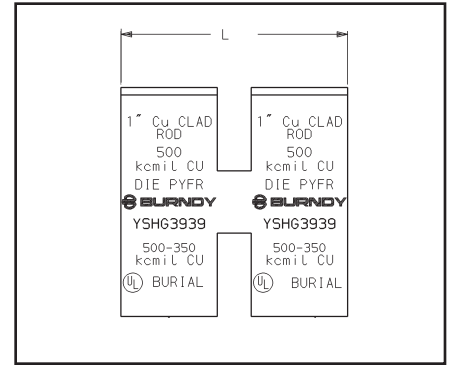 L
1" Cu CLAD
ROD
500
kcmil CU
DIE PYFR
BURNDY
YSHG3939
500-350
kcmil CU
UL BURIAL
1" Cu CLAD
ROD
500
kcmil CU
DIE PYFR
BURNDY
YSHG3939
500-350
kcmil CU
UL BURIAL